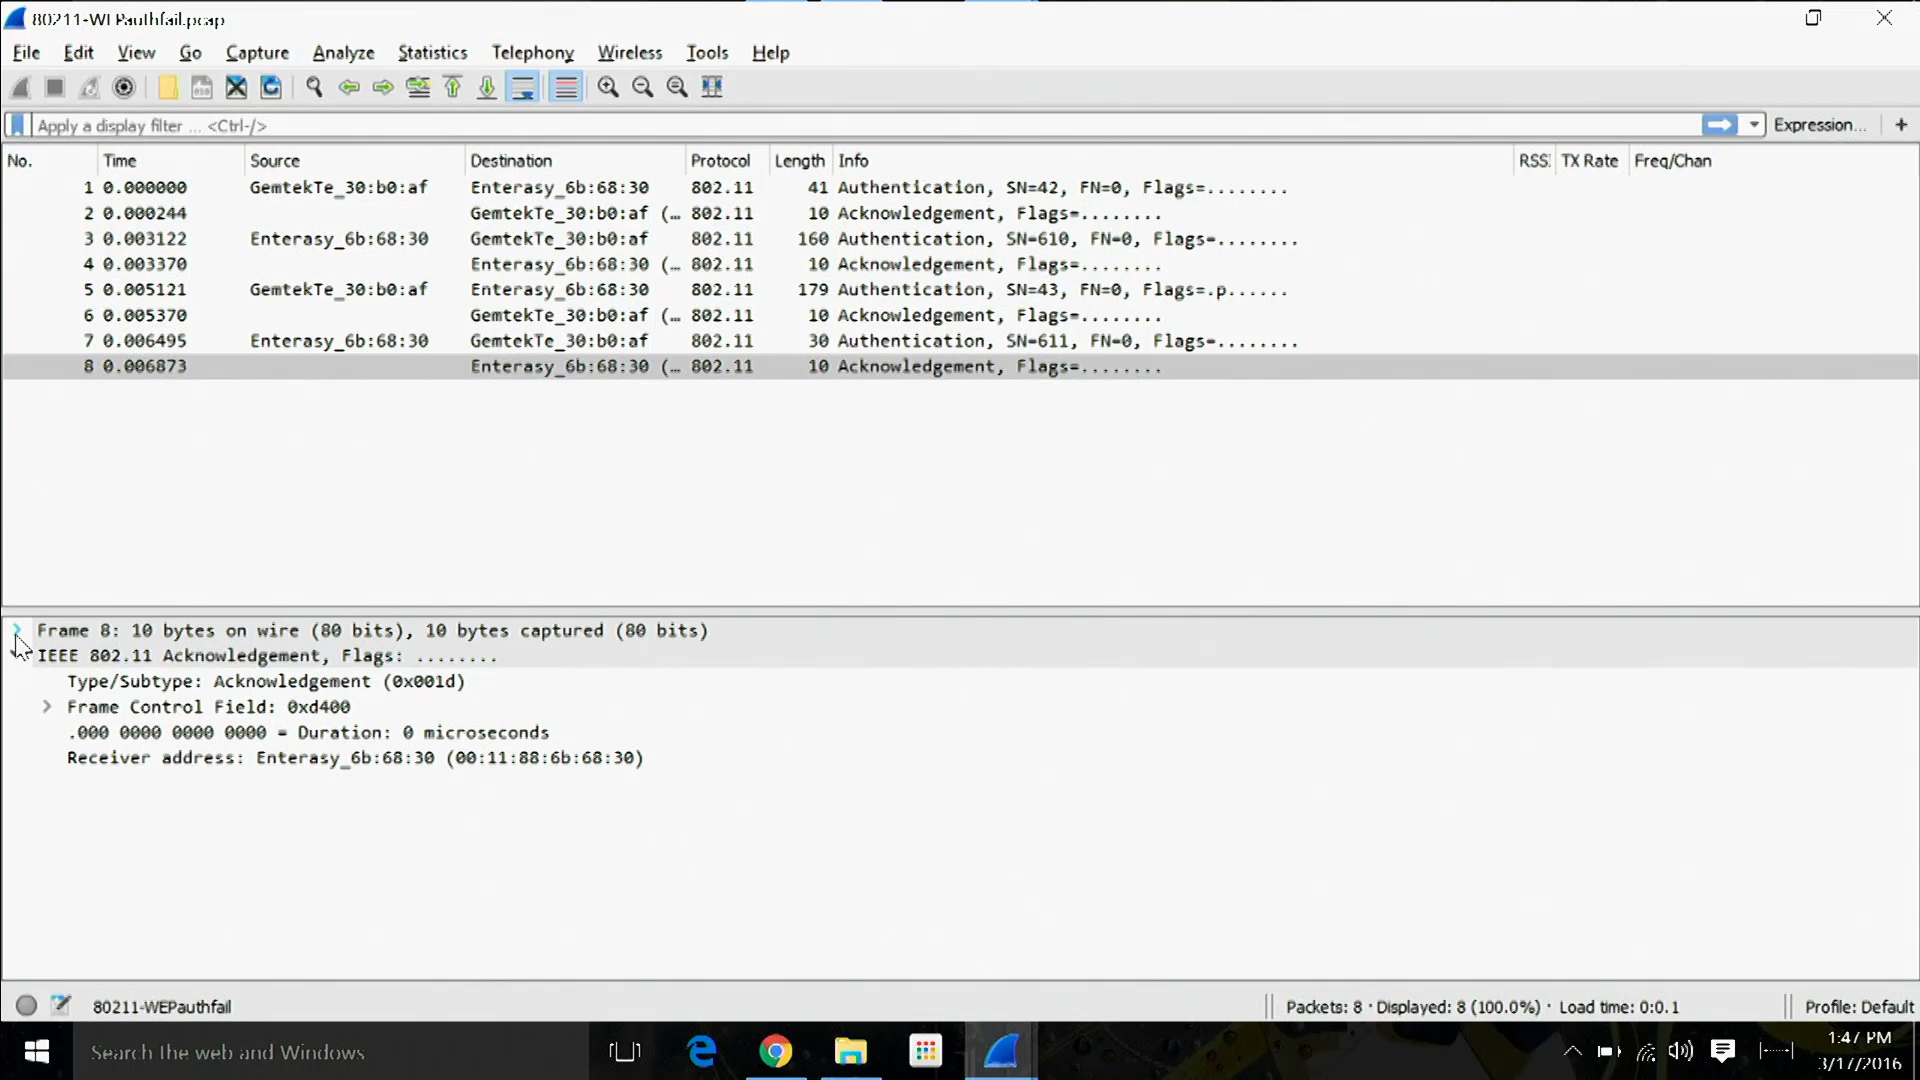 80211-WEPauthfail.pcap
File Edit View Go Capture Analyze Statistics Telephony Wireless Tools Help
Apply a display filter ... <Ctrl-/> Expression... +
No. Time Source Destination Protocol Length Info RSSI TX Rate Freq/Chan
1 0.000000 GemtekTe_30:b0:af Enterasy_6b:68:30 802.11 41 Authentication, SN=42, FN=0, Flags=........
2 0.000244 GemtekTe_30:b0:af (… 802.11 10 Acknowledgement, Flags=........
3 0.003122 Enterasy_6b:68:30 GemtekTe_30:b0:af 802.11 160 Authentication, SN=610, FN=0, Flags=........
4 0.003370 Enterasy_6b:68:30 (… 802.11 10 Acknowledgement, Flags=........
5 0.005121 GemtekTe_30:b0:af Enterasy_6b:68:30 802.11 179 Authentication, SN=43, FN=0, Flags=.p......
6 0.005370 GemtekTe_30:b0:af (… 802.11 10 Acknowledgement, Flags=........
7 0.006495 Enterasy_6b:68:30 GemtekTe_30:b0:af 802.11 30 Authentication, SN=611, FN=0, Flags=........
8 0.006873 Enterasy_6b:68:30 (… 802.11 10 Acknowledgement, Flags=........
Frame 8: 10 bytes on wire (80 bits), 10 bytes captured (80 bits)
IEEE 802.11 Acknowledgement, Flags: ........
Type/Subtype: Acknowledgement (0x001d)
Frame Control Field: 0xd400
.000 0000 0000 0000 = Duration: 0 microseconds
Receiver address: Enterasy_6b:68:30 (00:11:88:6b:68:30)
80211-WEPauthfail Packets: 8 · Displayed: 8 (100.0%) · Load time: 0:0.1 Profile: Default
Search the web and Windows
1:47 PM
3/17/2016